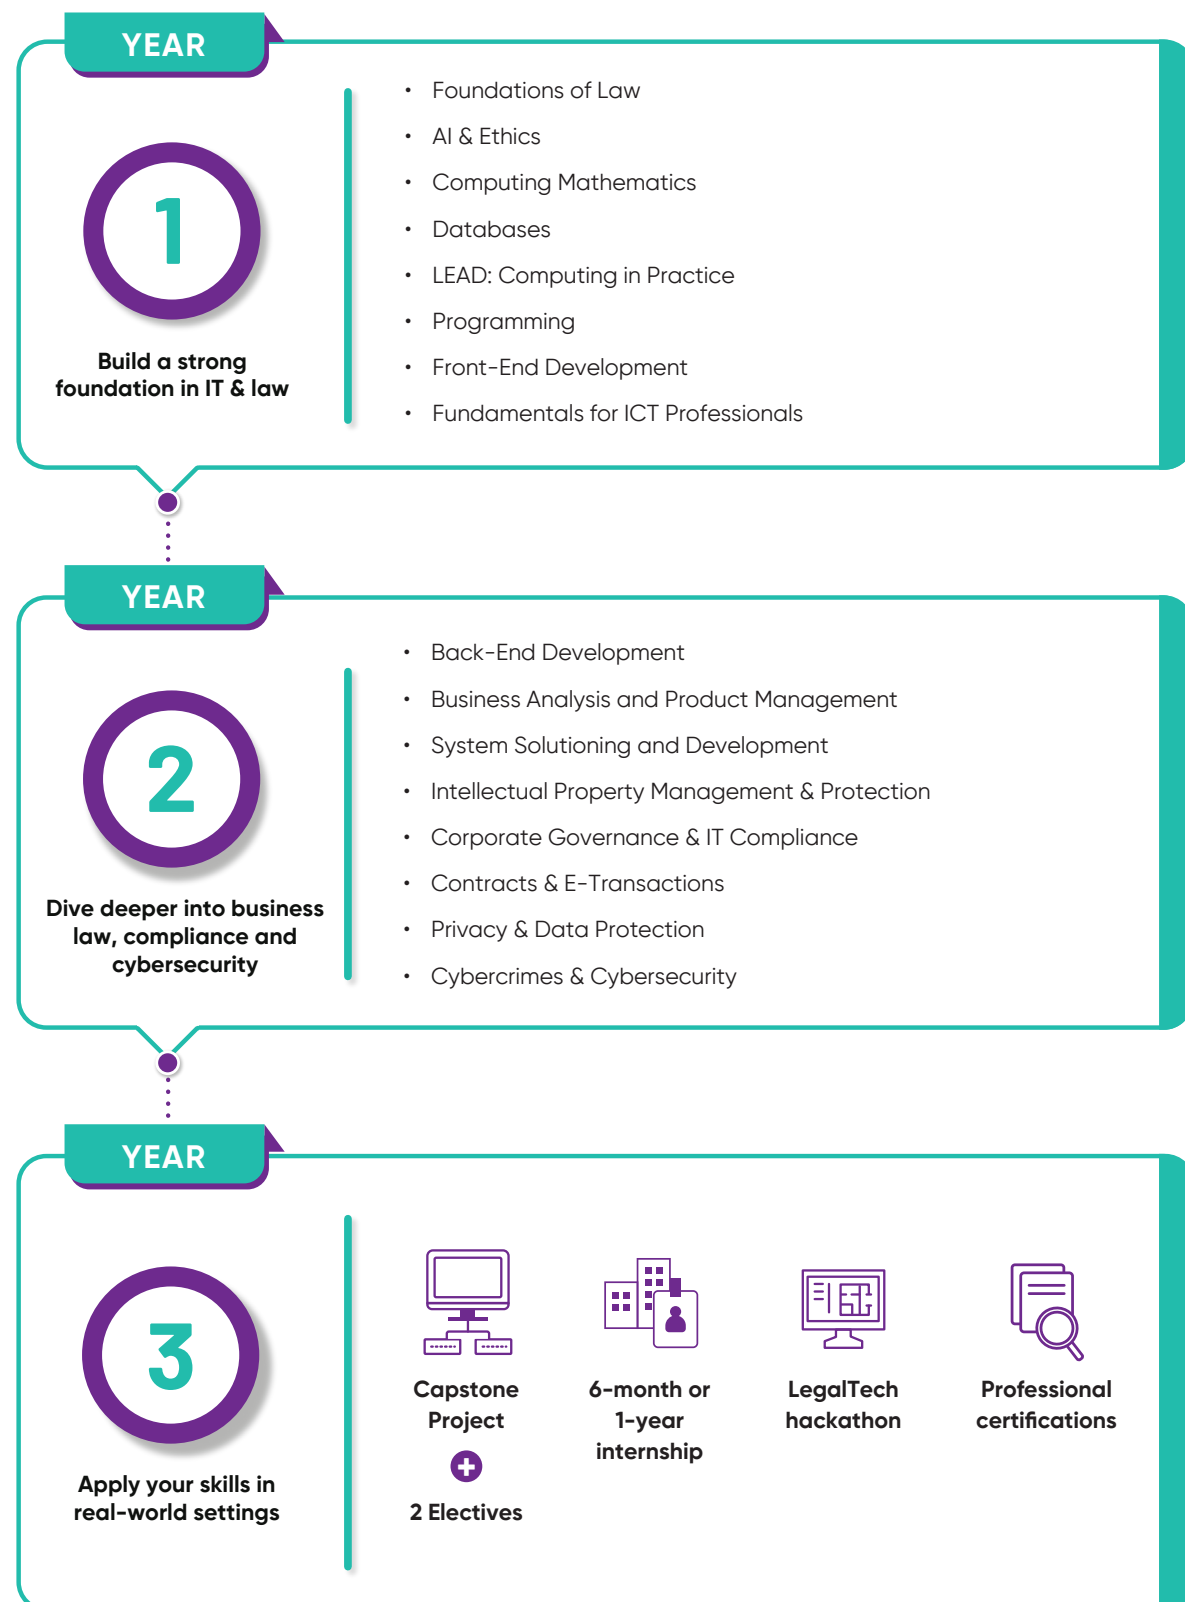 YEAR
1
Build a strong
foundation in IT & law
• Foundations of Law
• AI & Ethics
• Computing Mathematics
• Databases
• LEAD: Computing in Practice
• Programming
• Front-End Development
• Fundamentals for ICT Professionals
YEAR
2
Dive deeper into business
law, compliance and
cybersecurity
• Back-End Development
• Business Analysis and Product Management
• System Solutioning and Development
• Intellectual Property Management & Protection
• Corporate Governance & IT Compliance
• Contracts & E-Transactions
• Privacy & Data Protection
• Cybercrimes & Cybersecurity
YEAR
3
Apply your skills in
real-world settings
Capstone
Project
2 Electives
6-month or
1-year
internship
LegalTech
hackathon
Professional
certifications